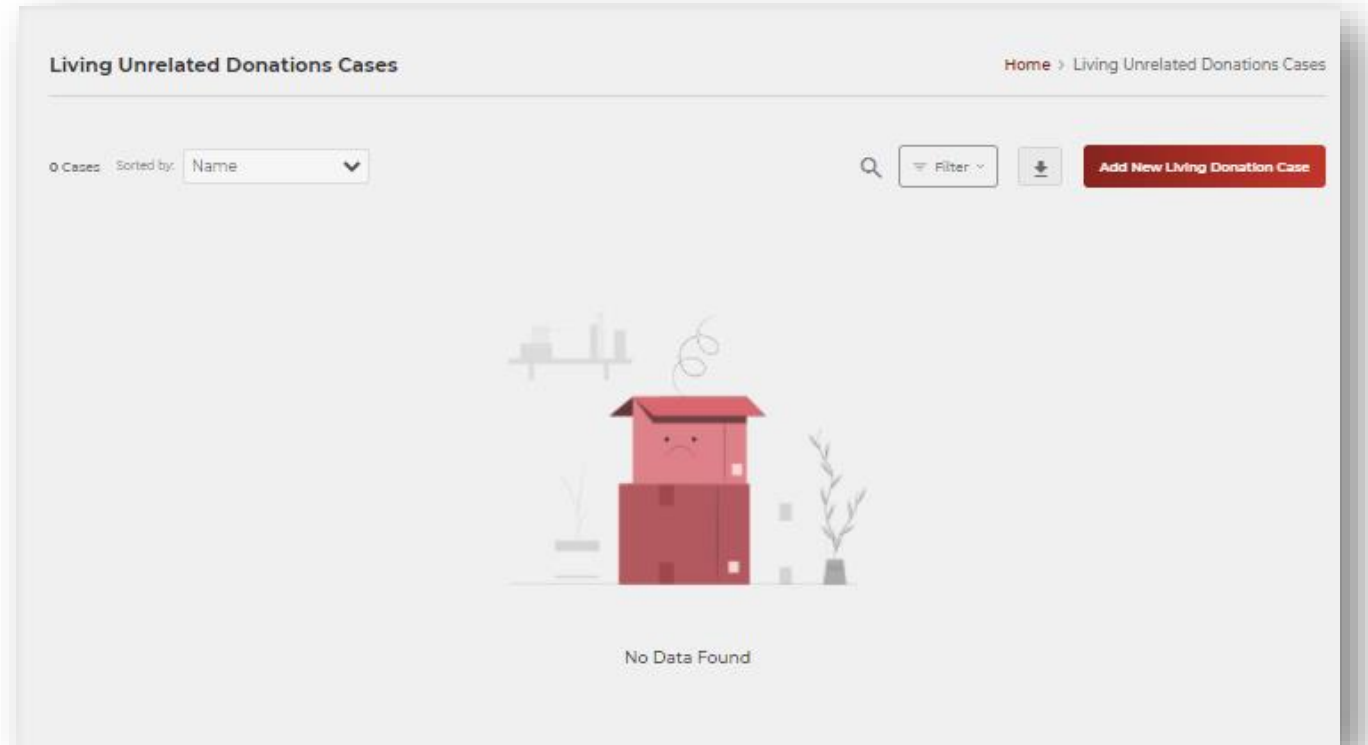 Living Unrelated Donations Cases
Home > Living Unrelated Donations Cases
0 Cases Sorted by: Name
Filter
Add New Living Donation Case
No Data Found